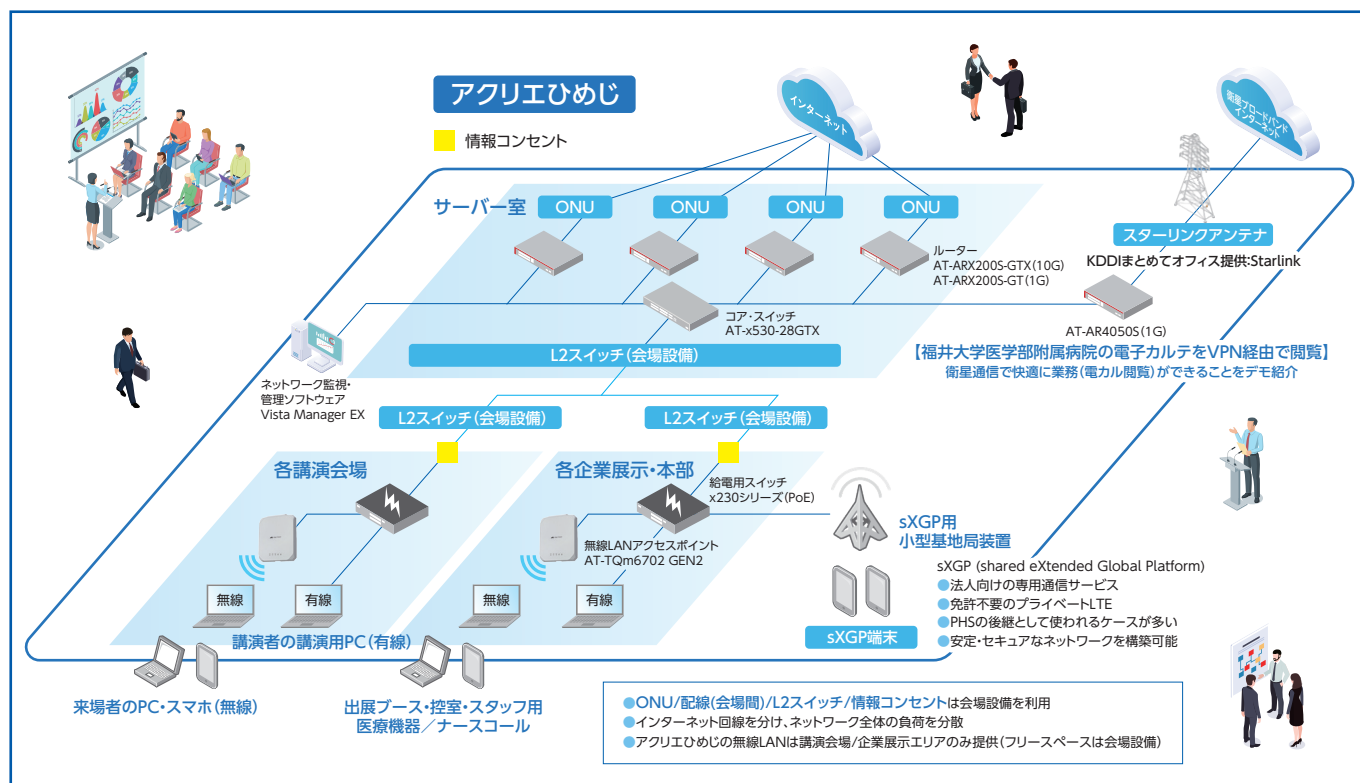 アクリエひめじ
情報コンセント
インターネット
衛星ブロードバンド
インターネット
サーバー室
ONU
ONU
ONU
ONU
スターリンクアンテナ
KDDIまとめてオフィス提供:Starlink
ルーター
AT-ARX200S-GTX(10G)
AT-ARX200S-GT(1G)
コア・スイッチ
AT-x530-28GTX
AT-AR4050S(1G)
L2スイッチ(会場設備)
【福井大学医学部附属病院の電子カルテをVPN経由で閲覧】
衛星通信で快適に業務(電カル閲覧)ができることをデモ紹介
ネットワーク監視・
管理ソフトウェア
Vista Manager EX
L2スイッチ(会場設備)
L2スイッチ(会場設備)
各講演会場
各企業展示・本部
給電用スイッチ
x230シリーズ(PoE)
無線LANアクセスポイント
AT-TQm6702 GEN2
sXGP用
小型基地局装置
無線
有線
無線
有線
講演者の講演用PC(有線)
sXGP端末
sXGP (shared eXtended Global Platform)
●法人向けの専用通信サービス
●免許不要のプライベートLTE
●PHSの後継として使われるケースが多い
●安定・セキュアなネットワークを構築可能
来場者のPC・スマホ(無線)
出展ブース・控室・スタッフ用
医療機器/ナースコール
●ONU/配線(会場間)/L2スイッチ/情報コンセントは会場設備を利用
●インターネット回線を分け、ネットワーク全体の負荷を分散
●アクリエひめじの無線LANは講演会場/企業展示エリアのみ提供(フリースペースは会場設備)